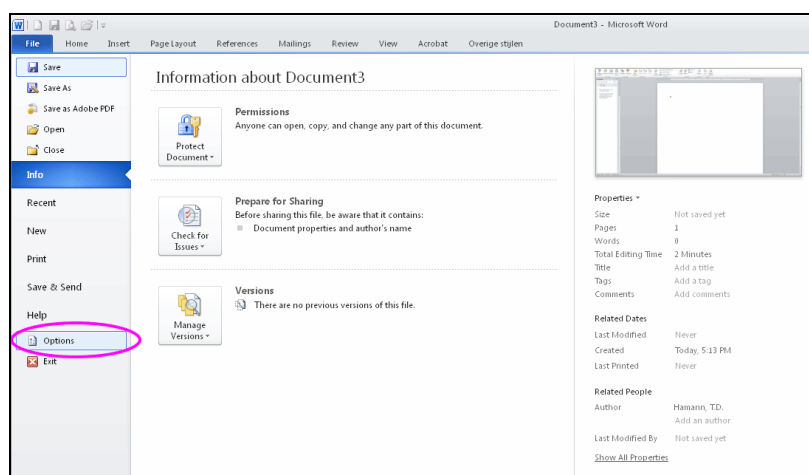 Document3 - Microsoft Word
File Home Insert Page Layout References Mailings Review View Acrobat Overige stijlen
Save
Save As
Save as Adobe PDF
Open
Close
Info
Recent
New
Print
Save & Send
Help
Options
Exit
Information about Document3
Protect
Document
Permissions
Anyone can open, copy, and change any part of this document.
Check for
Issues
Prepare for Sharing
Before sharing this file, be aware that it contains:
Document properties and author's name
Manage
Versions
Versions
There are no previous versions of this file.
Properties
Size Not saved yet
Pages 1
Words 0
Total Editing Time 2 Minutes
Title Add a title
Tags Add a tag
Comments Add comments
Related Dates
Last Modified Never
Created Today, 5:13 PM
Last Printed Never
Related People
Author Hamann, T.D.
Add an author
Last Modified By Not saved yet
Show All Properties